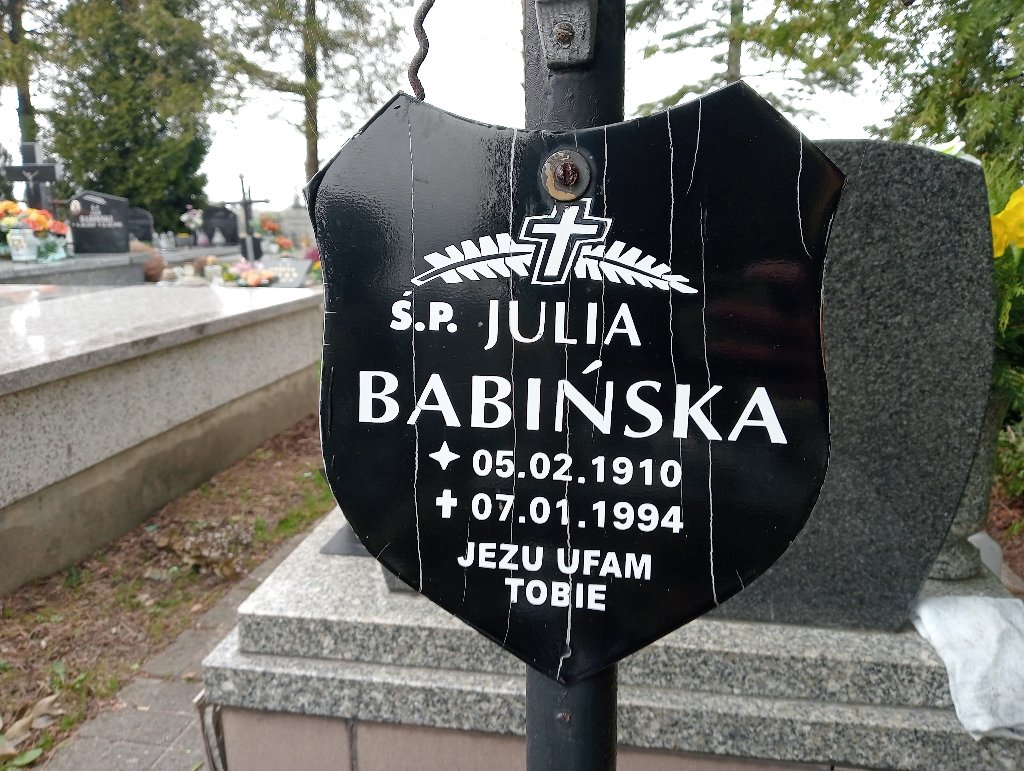 Ś.P. JULIA
BABIŃSKA
05.02.1910
07.01.1994
JEZU UFAM
TOBIE